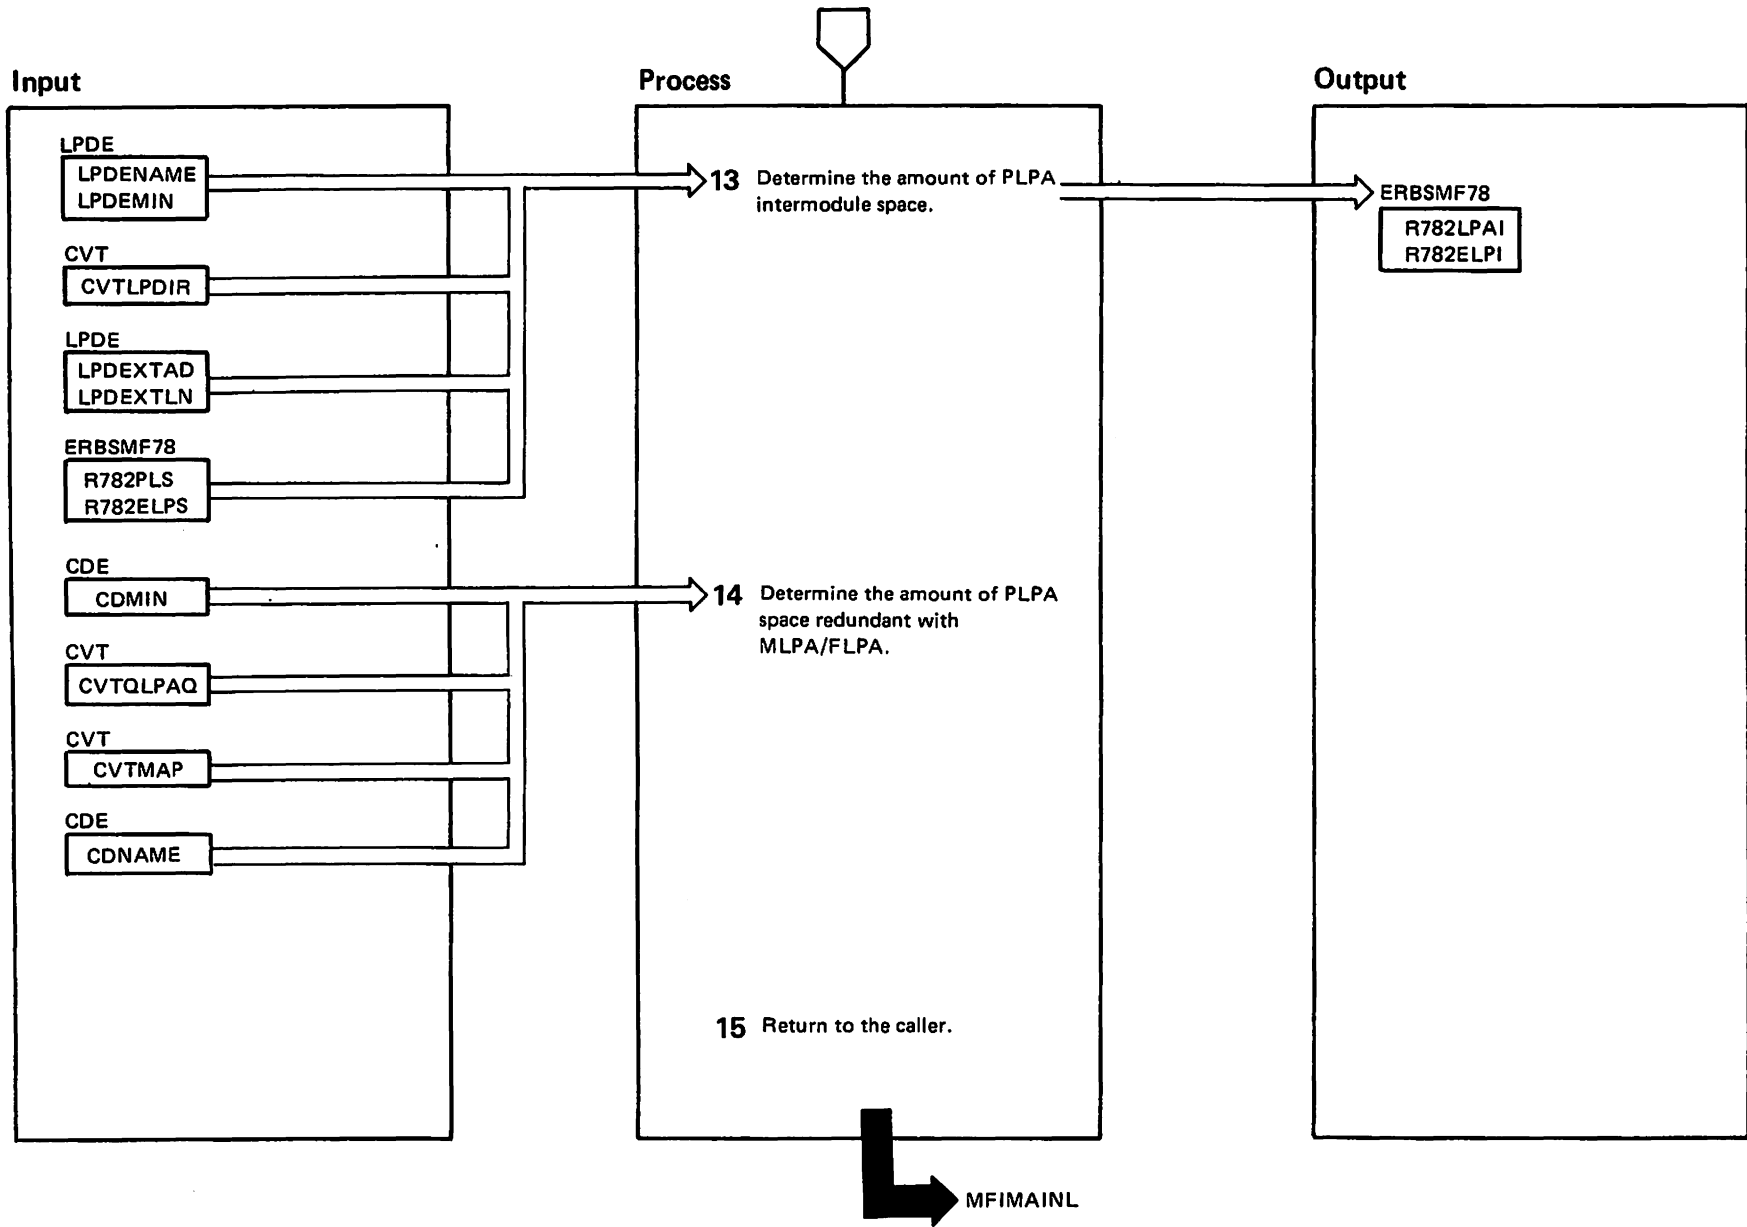 Input
LPDE
LPDENAME
LPDEMIN
CVT
CVTLPDIR
LPDE
LPDEXTAD
LPDEXTLN
ERBSMF78
R782PLS
R782ELPS
CDE
CDMIN
CVT
CVTQLPAQ
CVT
CVTMAP
CDE
CDNAME
Process
13 Determine the amount of PLPA
intermodule space.
14 Determine the amount of PLPA
space redundant with
MLPA/FLPA.
15 Return to the caller.
MFIMAINL
Output
ERBSMF78
R782LPAI
R782ELPI